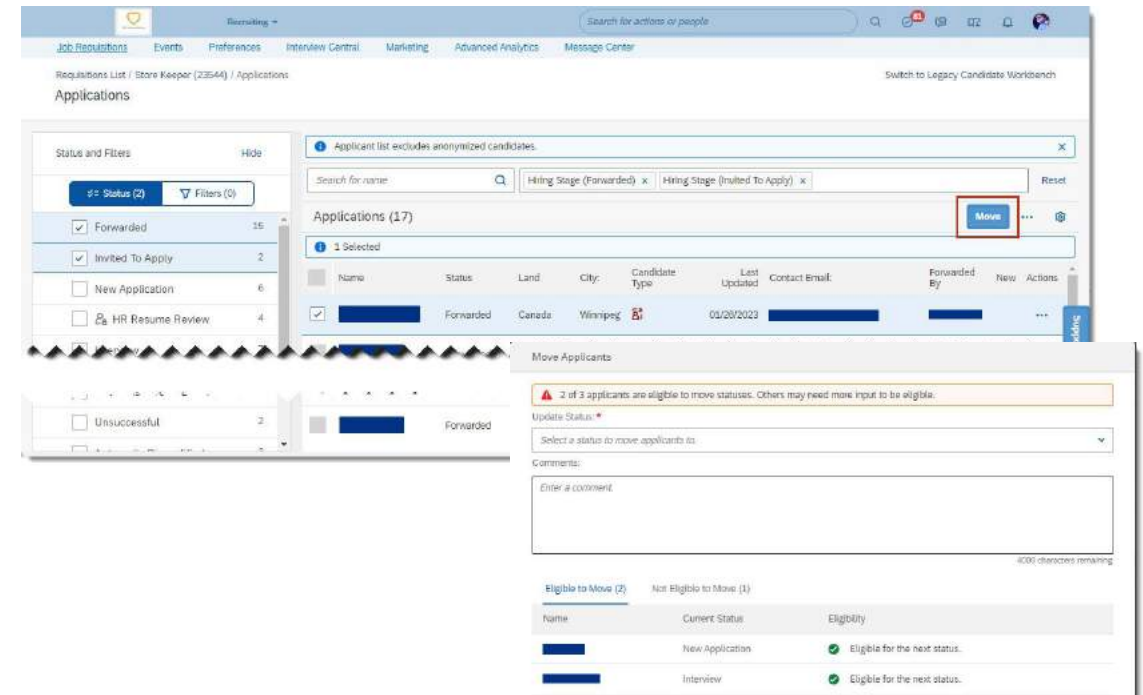 Recruiting
Search for actions or people
Job Requisitions Events Preferences Interview Central Marketing Advanced Analytics Message Center
Requisitions List / Store Keeper (23544) / Applications
Switch to Legacy Candidate Workbench
Applications
Status and Filters Hide
Applicant list excludes anonymized candidates.
Search for name
Hiring Stage (Forwarded) x Hiring Stage (Invited To Apply) x
Reset
Status (2) Filters (0)
Applications (17)
Move
Forwarded 15
1 Selected
Invited To Apply 2
Name Status Land City: Candidate Type Last Updated Contact Email: Forwarded By New Actions
New Application 6
HR Resume Review 4
Forwarded Canada Winnipeg 01/26/2023
Interview
Unsuccessful 2
Forwarded
Move Applicants
2 of 3 applicants are eligible to move statuses. Others may need more input to be eligible.
Update Status: *
Select a status to move applicants to.
Comments:
Enter a comment.
4000 characters remaining
Eligible to Move (2) Not Eligible to Move (1)
Name Current Status Eligibility
New Application Eligible for the next status.
Interview Eligible for the next status.